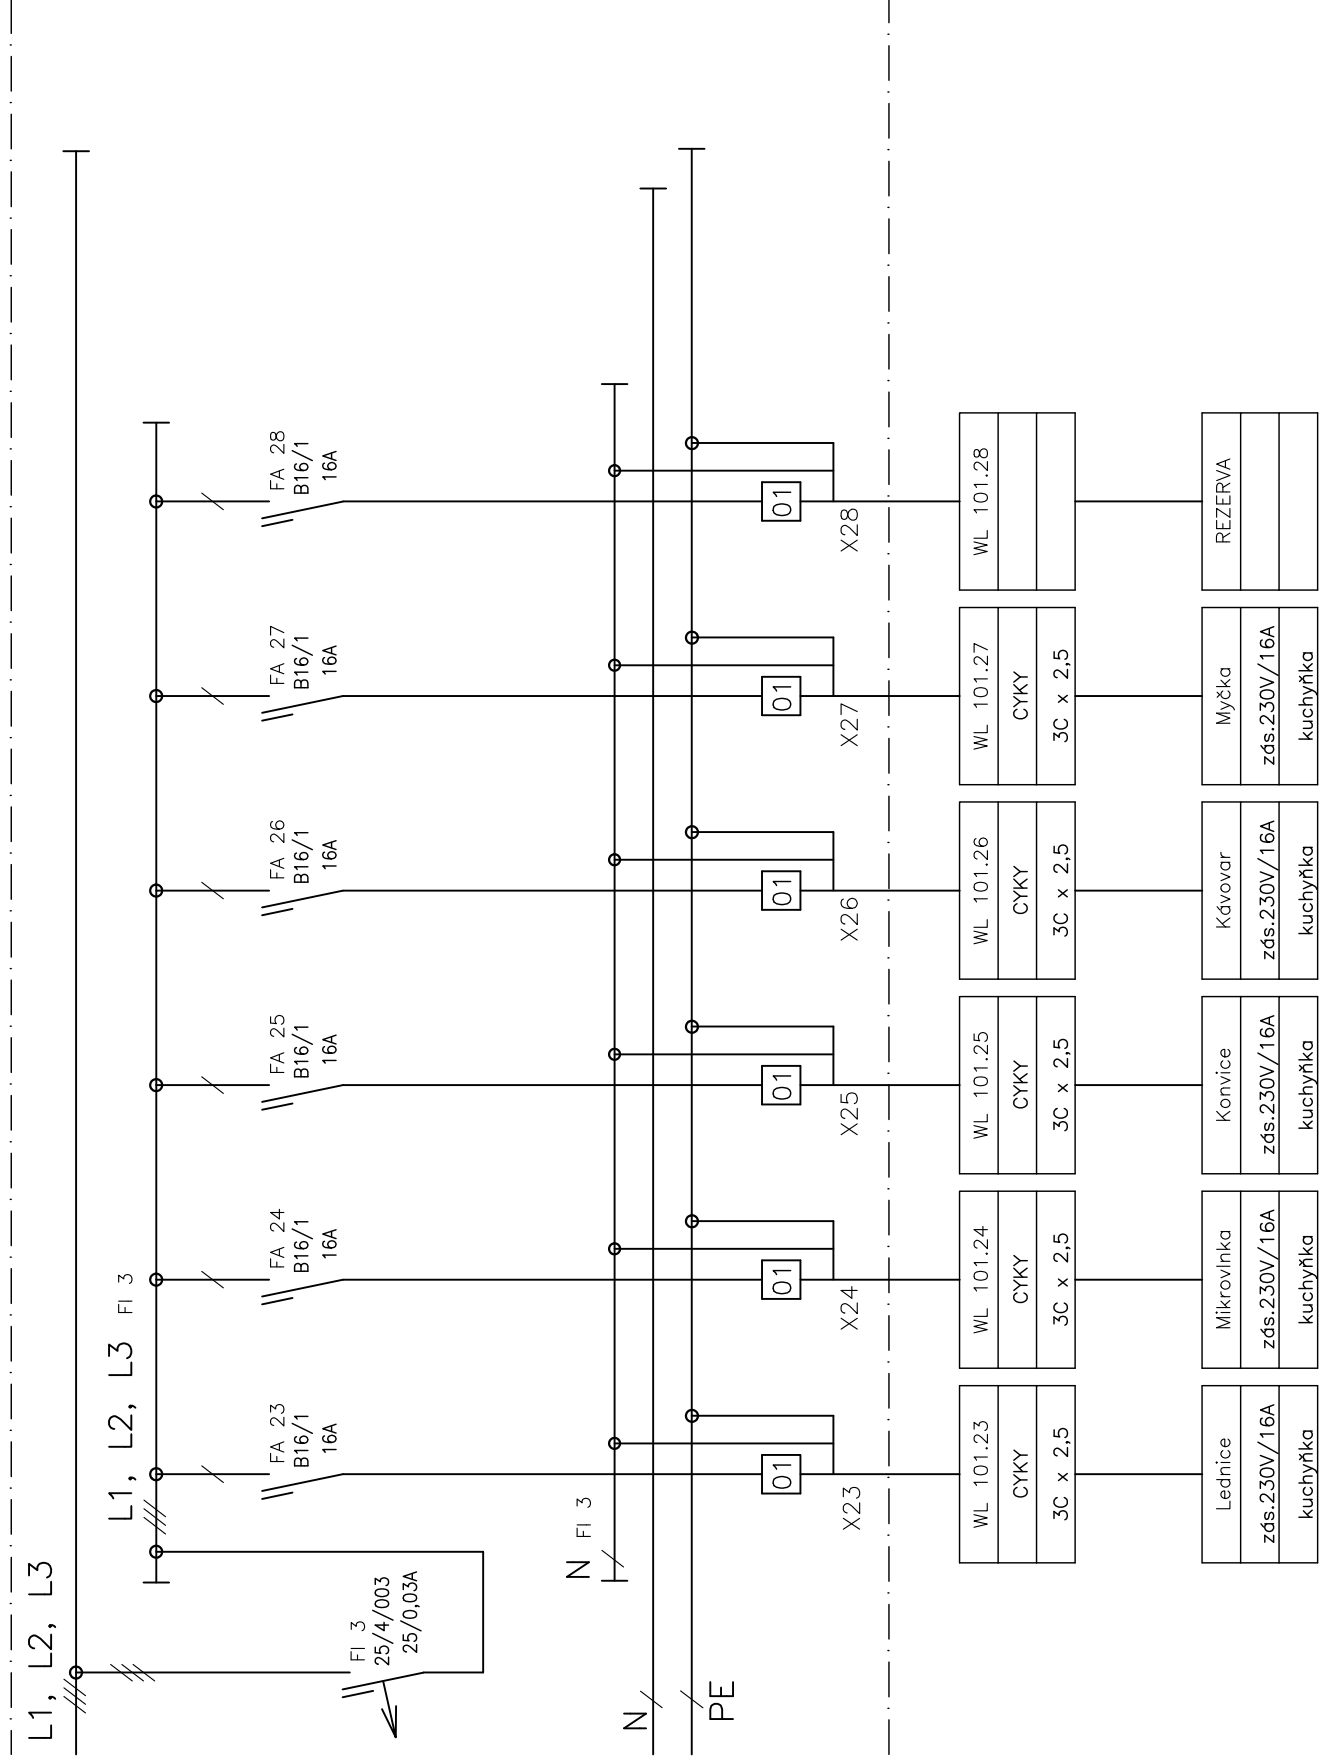 L1, L2, L3
FI 3
25/4/003
25/0,03A
L1, L2, L3 FI 3
N FI 3
N
PE
FA 23
B16/1
16A
FA 24
B16/1
16A
FA 25
B16/1
16A
FA 26
B16/1
16A
FA 27
B16/1
16A
FA 28
B16/1
16A
01
X23
01
X24
01
X25
01
X26
01
X27
01
X28
WL 101.23
CYKY
3C x 2,5
WL 101.24
CYKY
3C x 2,5
WL 101.25
CYKY
3C x 2,5
WL 101.26
CYKY
3C x 2,5
WL 101.27
CYKY
3C x 2,5
WL 101.28
Lednice
zás.230V/16A
kuchyňka
Mikrovlnka
zás.230V/16A
kuchyňka
Konvice
zás.230V/16A
kuchyňka
Kávovar
zás.230V/16A
kuchyňka
Myčka
zás.230V/16A
kuchyňka
REZERVA